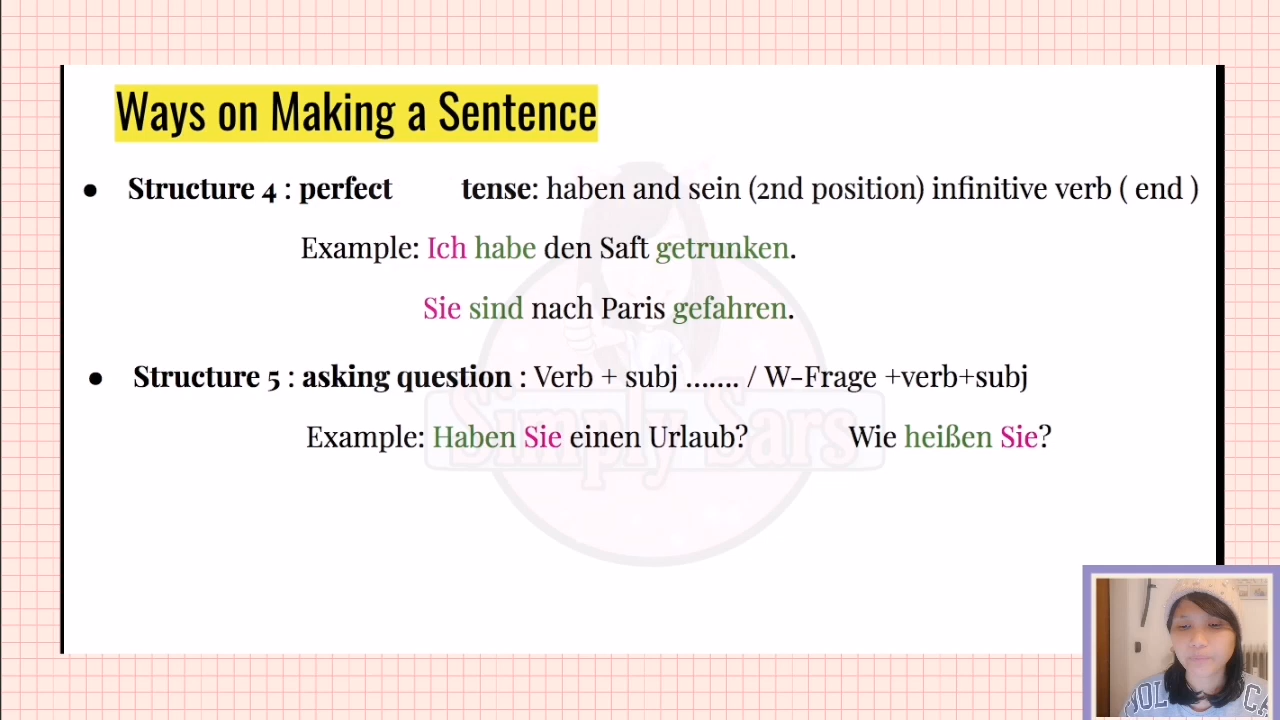 Ways on Making a Sentence
● Structure 4 : perfect tense: haben and sein (2nd position) infinitive verb ( end )
Example: Ich habe den Saft getrunken.
Sie sind nach Paris gefahren.
● Structure 5 : asking question : Verb + subj ....... / W-Frage +verb+subj
Example: Haben Sie einen Urlaub? Wie heißen Sie?
Simply Sars